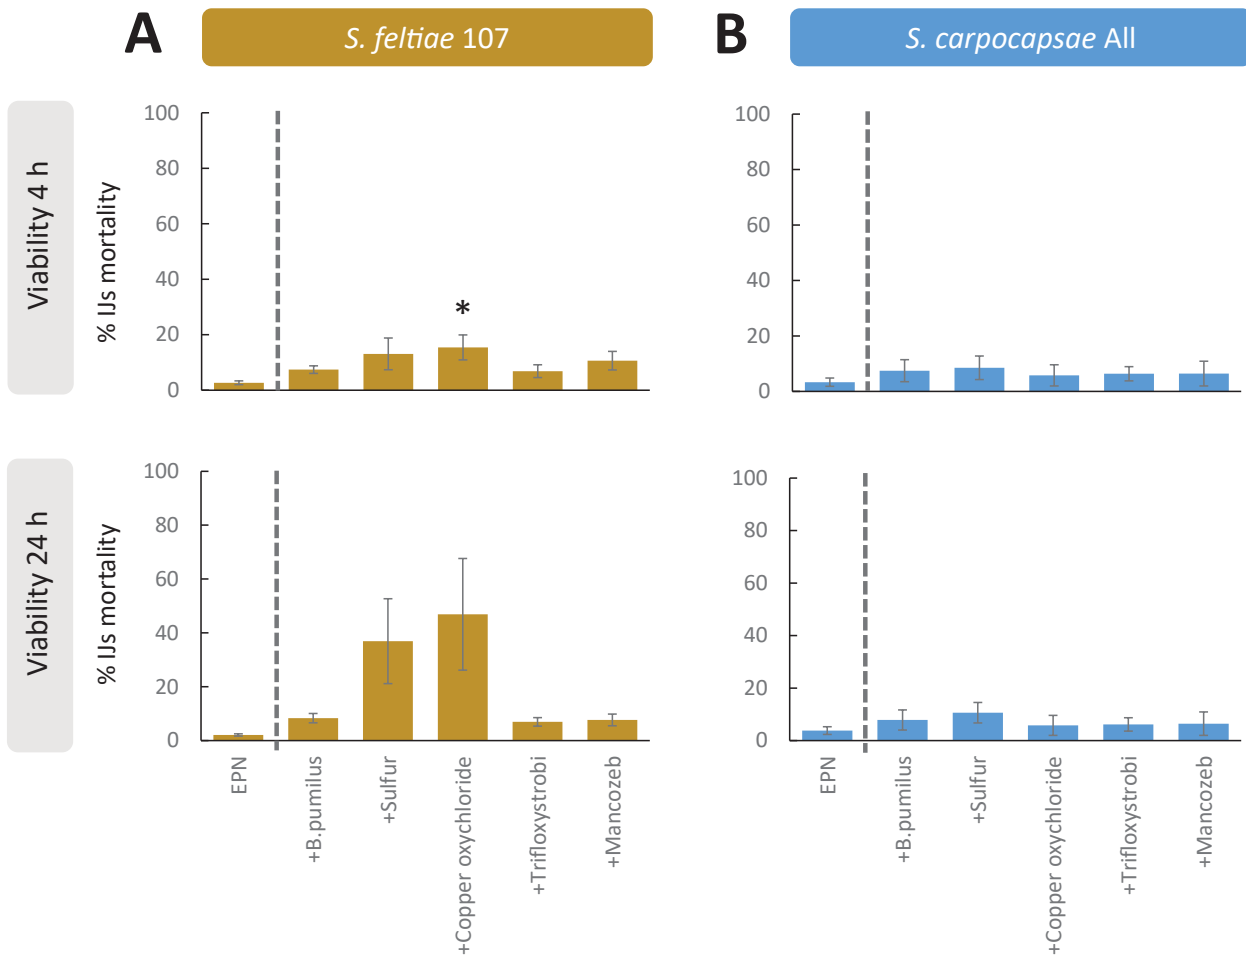 A
S. feltiae 107
B
S. carpocapsae All
Viability 4 h
% IJs mortality
100
80
60
40
20
0
*
100
80
60
40
20
0
Viability 24 h
% IJs mortality
100
80
60
40
20
0
EPN
+B.pumilus
+Sulfur
+Copper oxychloride
+Trifloxystrobi
+Mancozeb
100
80
60
40
20
0
EPN
+B.pumilus
+Sulfur
+Copper oxychloride
+Trifloxystrobi
+Mancozeb